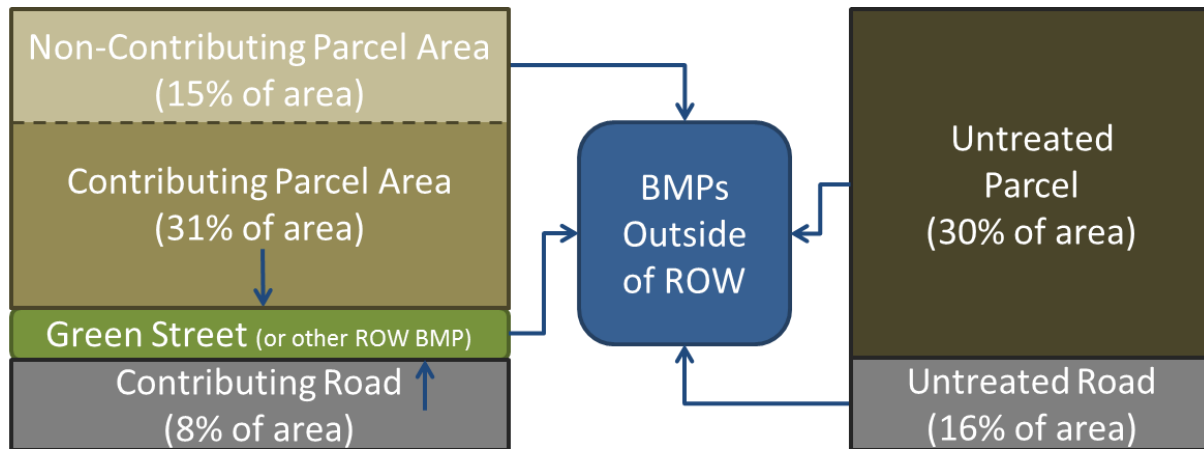 Non-Contributing Parcel Area
(15% of area)
Contributing Parcel Area
(31% of area)
Green Street (or other ROW BMP)
Contributing Road
(8% of area)
BMPs
Outside
of ROW
Untreated
Parcel
(30% of area)
Untreated Road
(16% of area)